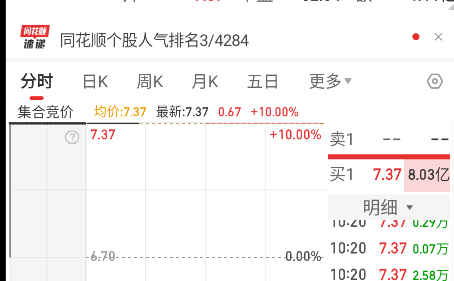 同花顺
速递
同花顺个股人气排名3/4284
分时 日K 周K 月K 五日 更多
集合竞价 均价:7.37 最新:7.37 0.67 +10.00%
7.37 +10.00%
卖1 -- --
买1 7.37 8.03亿
明细
10:20 7.37 0.29万
6.70 0.00%
10:20 7.37 0.07万
10:20 7.37 2.58万